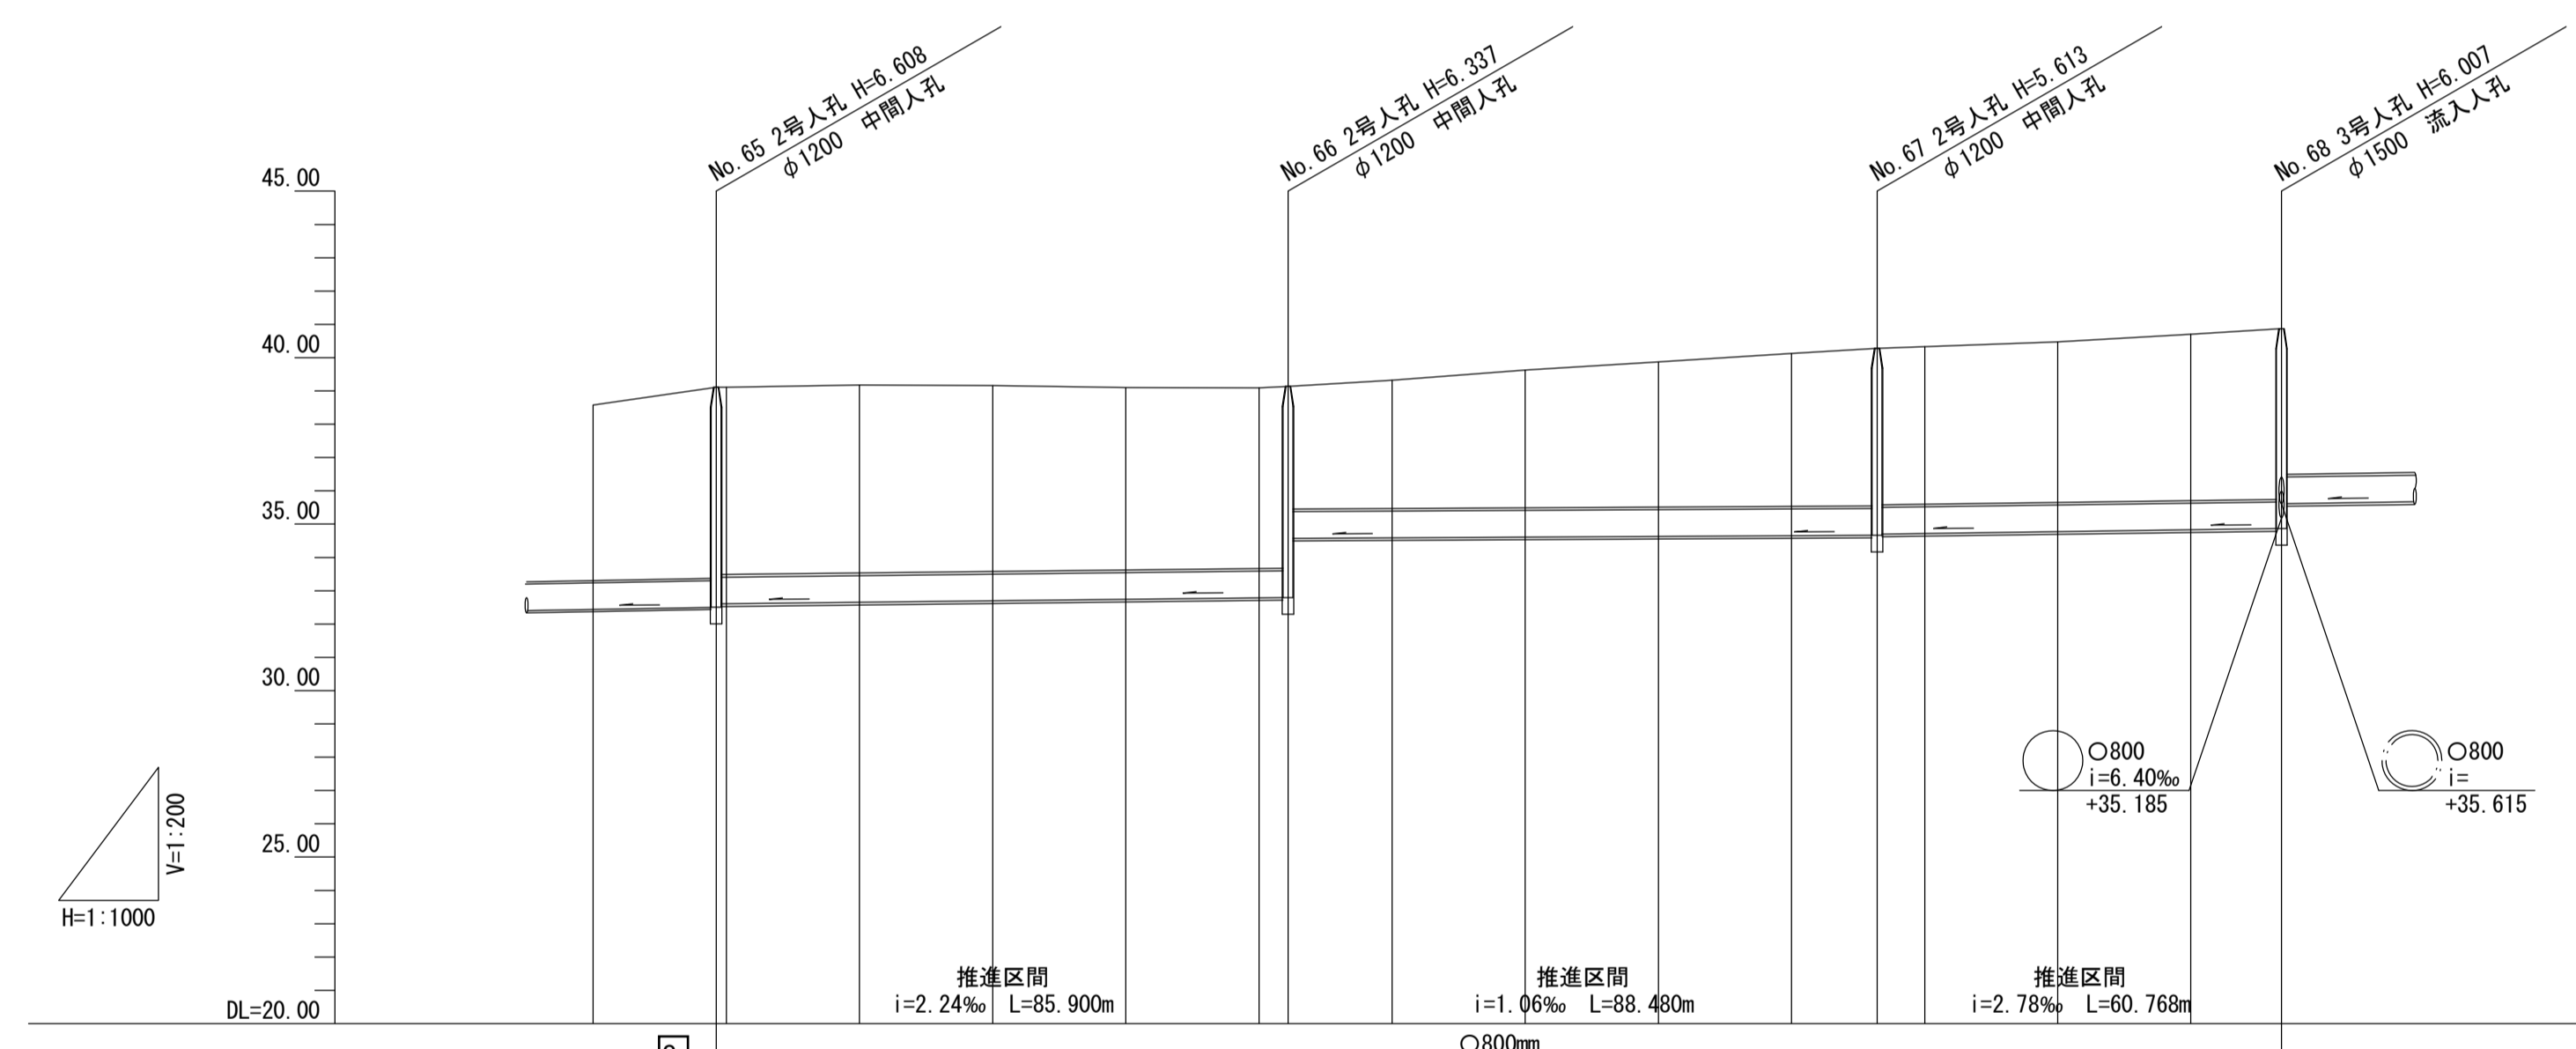 No.65 2号人孔 H=6.608
φ1200 中間人孔
No.66 2号人孔 H=6.337
φ1200 中間人孔
No.67 2号人孔 H=5.613
φ1200 中間人孔
No.68 3号人孔 H=6.007
φ1500 流入人孔
45.00
40.00
35.00
30.00
25.00
DL=20.00
V=1:200
H=1:1000
○800
i=6.40‰
+35.185
○800
i=
+35.615
推進区間
i=2.24‰ L=85.900m
推進区間
i=1.06‰ L=88.480m
推進区間
i=2.78‰ L=60.768m
○800mm